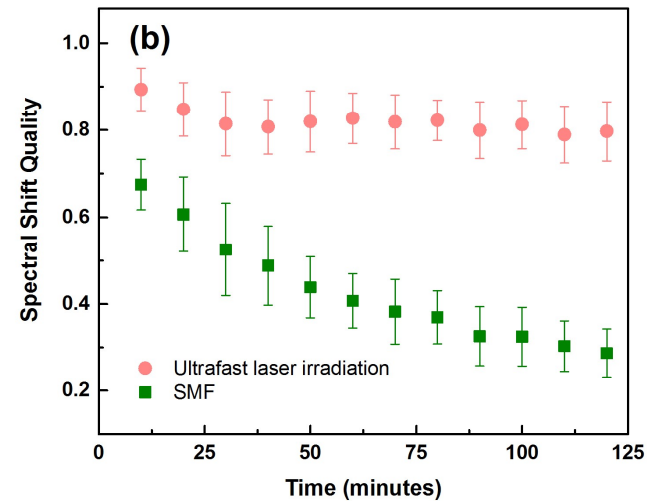 (b)
1.0
0.8
0.6
0.4
0.2
Spectral Shift Quality
Ultrafast laser irradiation
SMF
0 25 50 75 100 125
Time (minutes)